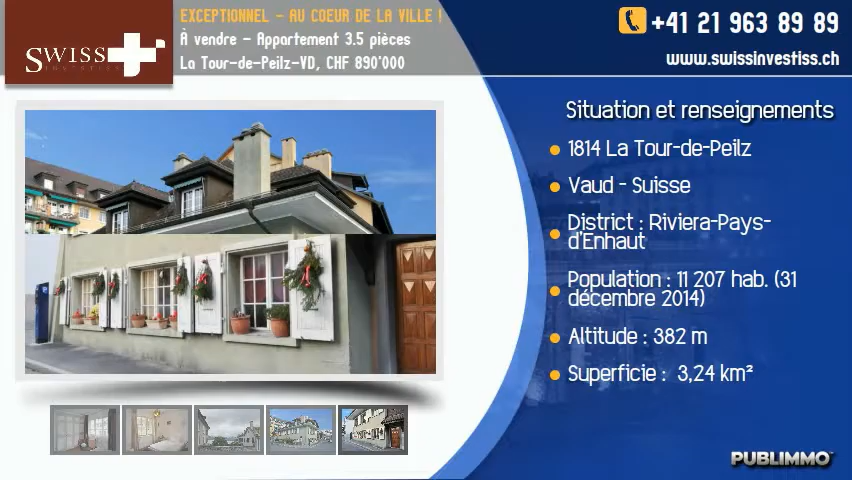 SWISS
INVESTISS
EXCEPTIONNEL - AU COEUR DE LA VILLE !
À vendre - Appartement 3.5 pièces
La Tour-de-Peilz-VD, CHF 890'000
+41 21 963 89 89
www.swissinvestiss.ch
Situation et renseignements
1814 La Tour-de-Peilz
Vaud - Suisse
District : Riviera-Pays-
d'Enhaut
Population : 11 207 hab. (31
décembre 2014)
Altitude : 382 m
Superficie : 3,24 km²
PUBLIMMO